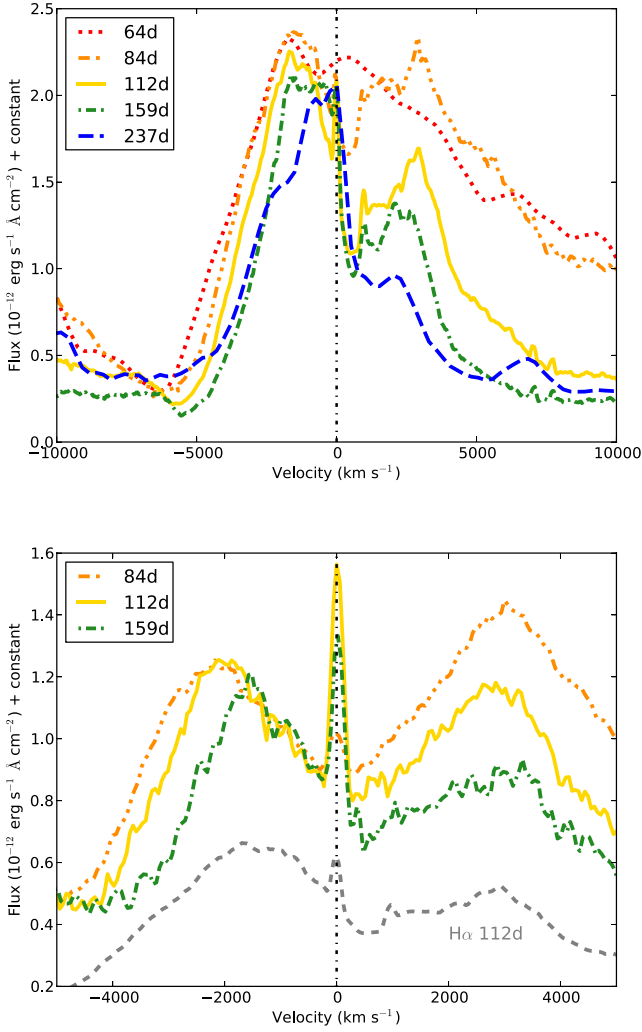 2.5
2.0
1.5
1.0
0.5
0.0
Flux (10⁻¹² erg s⁻¹ Å cm⁻²) + constant
64d
84d
112d
159d
237d
−10000 −5000 0 5000 10000
Velocity (km s⁻¹)
1.6
1.4
1.2
1.0
0.8
0.6
0.4
0.2
Flux (10⁻¹² erg s⁻¹ Å cm⁻²) + constant
84d
112d
159d
Hα 112d
−4000 −2000 0 2000 4000
Velocity (km s⁻¹)